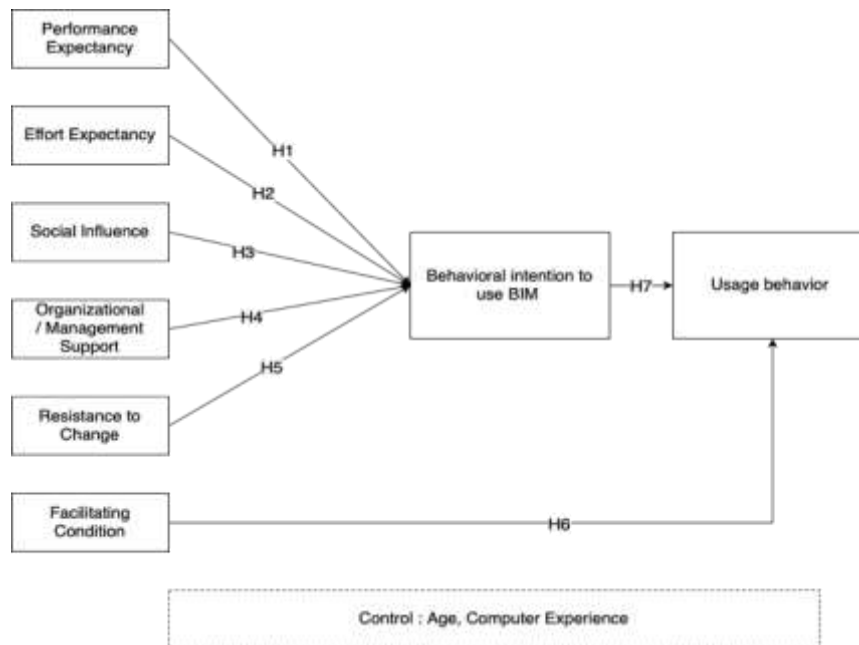 Performance
Expectancy
H1
Effort Expectancy
H2
Social Influence
H3
Behavioral intention to
use BIM
H7
Usage behavior
Organizational
/ Management
Support
H4
H5
Resistance to
Change
Facilitating
Condition
H6
Control : Age, Computer Experience